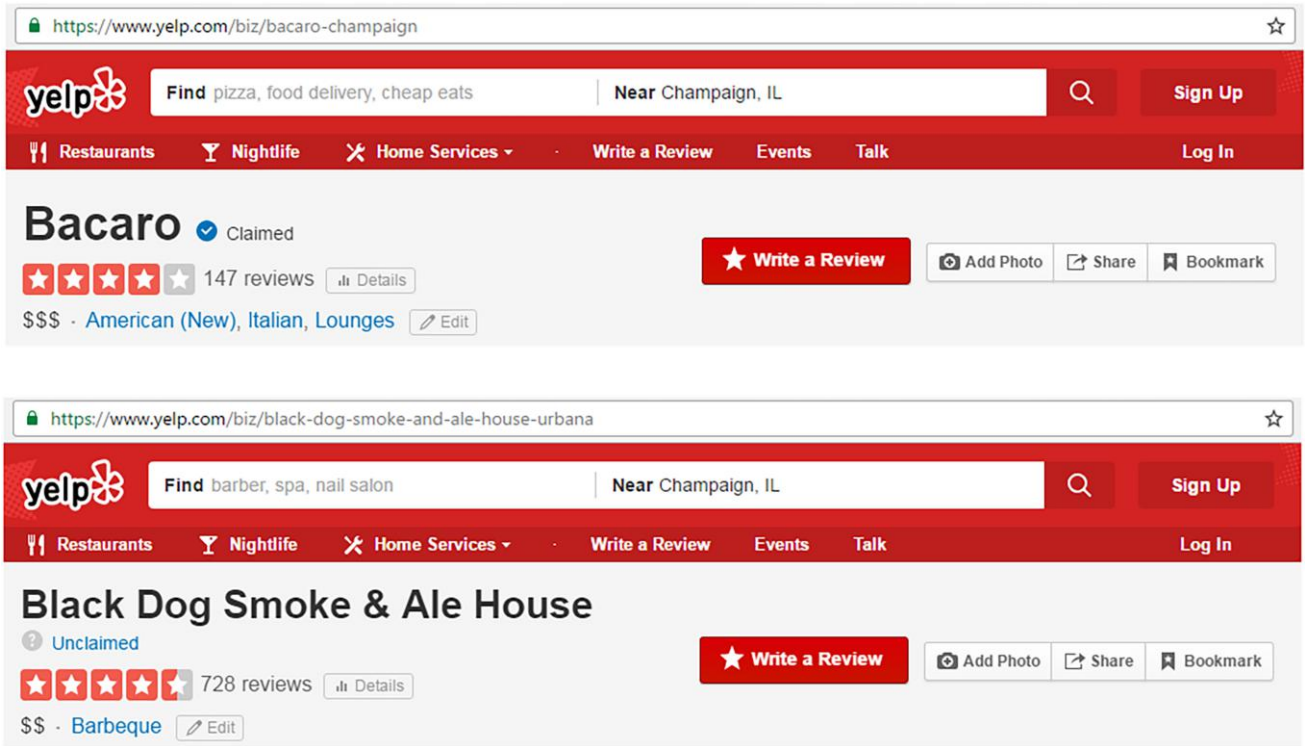 https://www.yelp.com/biz/bacaro-champaign
yelp Find pizza, food delivery, cheap eats Near Champaign, IL Sign Up
Restaurants Nightlife Home Services · Write a Review Events Talk Log In
Bacaro Claimed
Write a Review Add Photo Share Bookmark
147 reviews Details
$$$ · American (New), Italian, Lounges Edit
https://www.yelp.com/biz/black-dog-smoke-and-ale-house-urbana
yelp Find barber, spa, nail salon Near Champaign, IL Sign Up
Restaurants Nightlife Home Services · Write a Review Events Talk Log In
Black Dog Smoke & Ale House
Unclaimed
Write a Review Add Photo Share Bookmark
728 reviews Details
$$ · Barbeque Edit